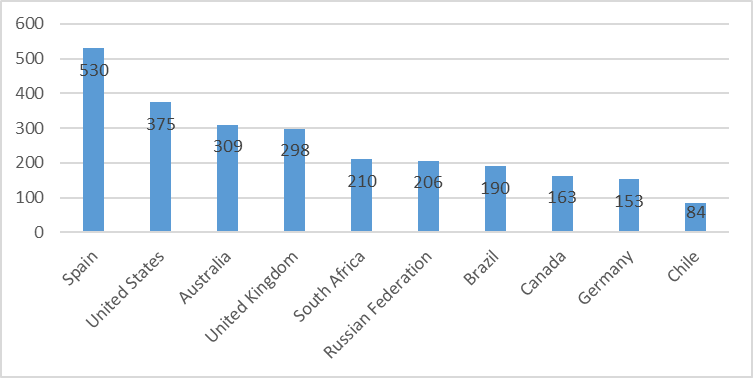 600
500
400
300
200
100
0
530
375
309
298
210
206
190
163
153
84
Spain
United States
Australia
United Kingdom
South Africa
Russian Federation
Brazil
Canada
Germany
Chile